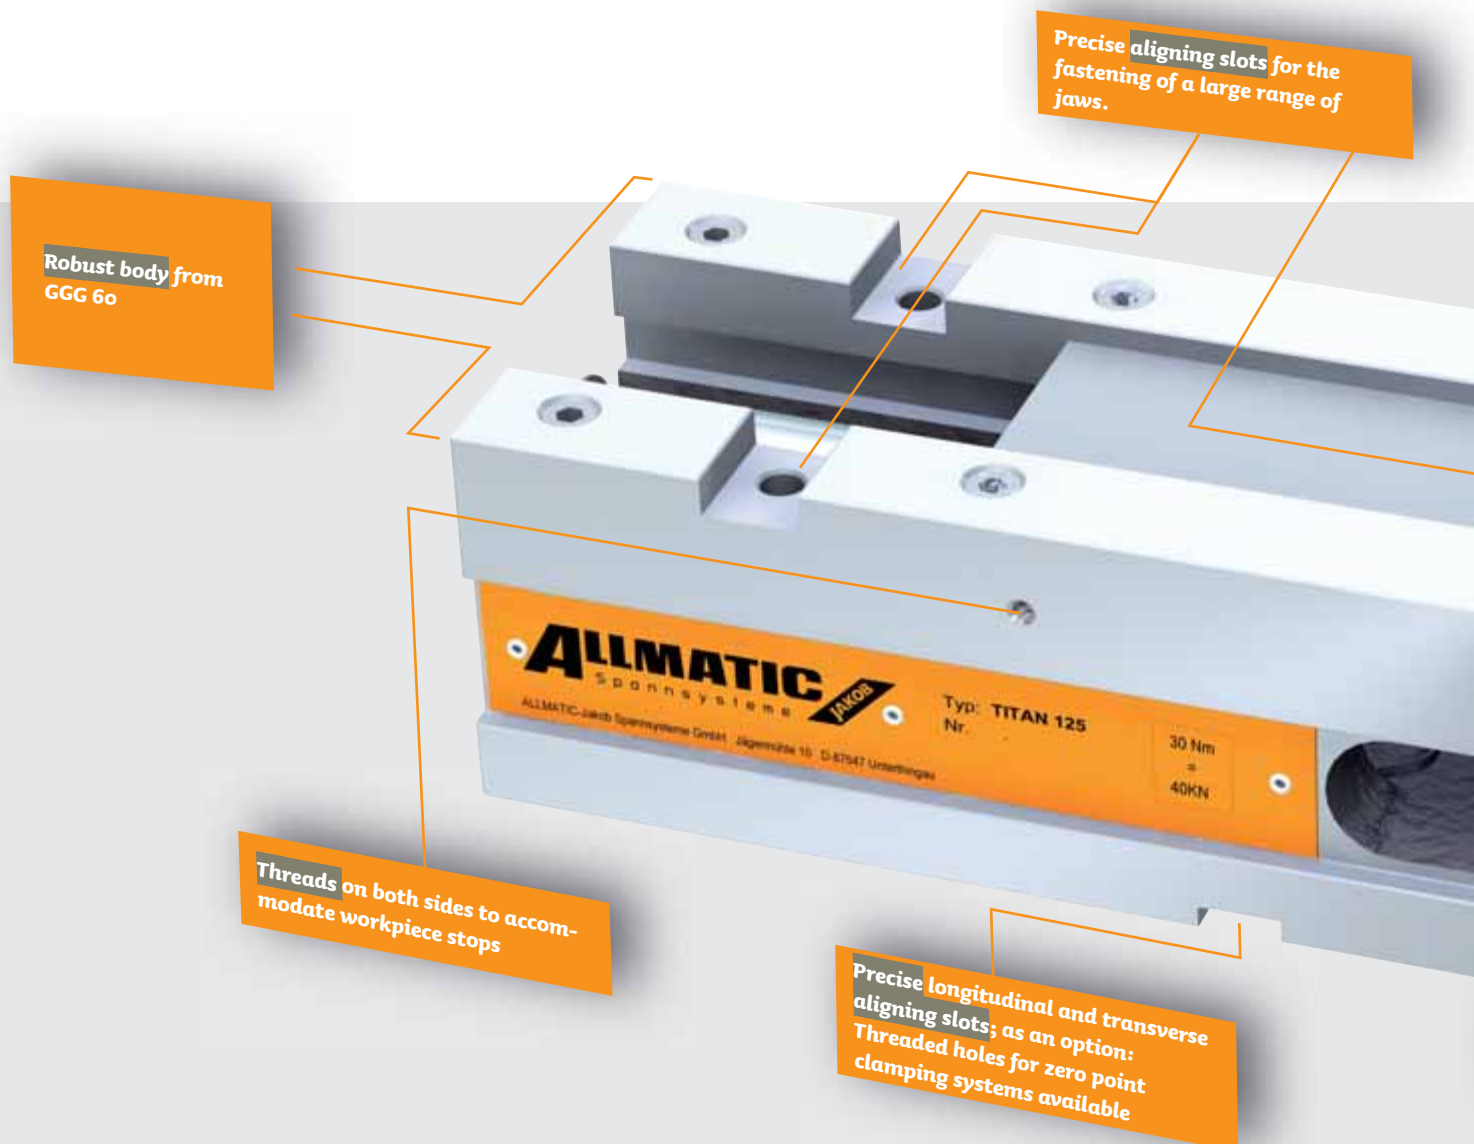 Precise aligning slots for the
fastening of a large range of
jaws.
Robust body from
GGG 60
ALLMATIC
Spannsysteme
JAKOB
ALLMATIC-Jakob Spannsysteme GmbH Jägermühle 10 D-87647 Unterthingau
Typ: TITAN 125
Nr.
30 Nm
=
40KN
Threads on both sides to accom-
modate workpiece stops
Precise longitudinal and transverse
aligning slots; as an option:
Threaded holes for zero point
clamping systems available